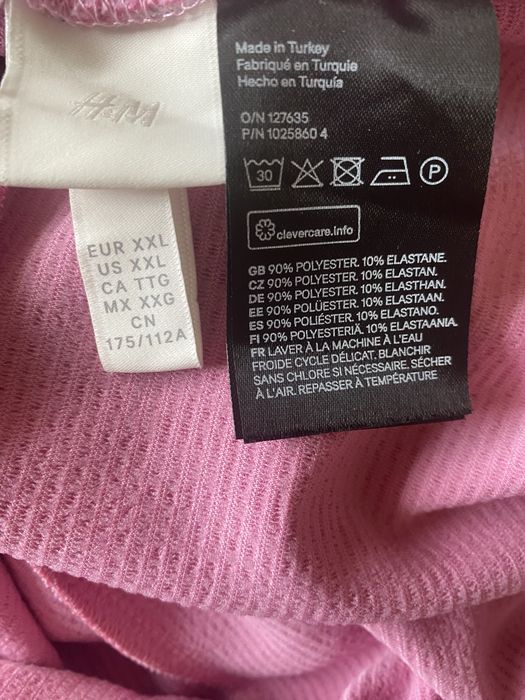 H&M
EUR XXL
US XXL
CA TTG
MX XXG
CN
175/112A
Made in Turkey
Fabriqué en Turquie
Hecho en Turquía
O/N 127635
P/N 1025860 4
30
P
clevercare.info
GB 90% POLYESTER. 10% ELASTANE.
CZ 90% POLYESTER. 10% ELASTAN.
DE 90% POLYESTER. 10% ELASTHAN.
EE 90% POLÜESTER. 10% ELASTAAN.
ES 90% POLIÉSTER. 10% ELASTANO.
FI 90% POLYESTERIÄ. 10% ELASTAANIA.
FR LAVER À LA MACHINE À L'EAU
FROIDE CYCLE DÉLICAT. BLANCHIR
SANS CHLORE SI NÉCESSAIRE. SÉCHER
À L'AIR. REPASSER À TEMPÉRATURE